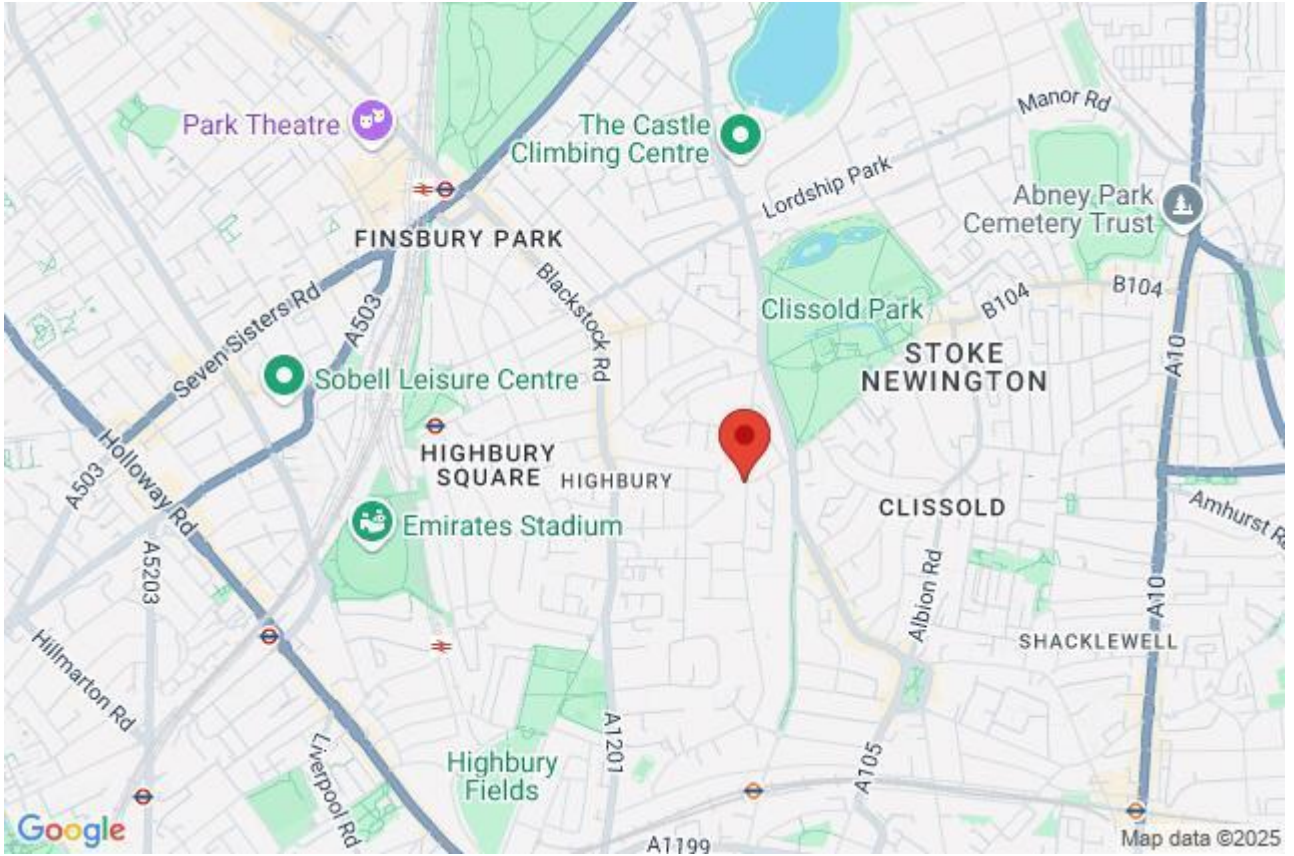 Manor Rd
Park Theatre
The Castle
Climbing Centre
Lordship Park
Abney Park
Cemetery Trust
FINSBURY PARK
Blackstock Rd
Seven Sisters Rd
A503
Clissold Park
B104
B104
STOKE
NEWINGTON
A10
Sobell Leisure Centre
Holloway Rd
A503
HIGHBURY
SQUARE
HIGHBURY
CLISSOLD
Amhurst R
Emirates Stadium
A5203
Albion Rd
A10
Hillmarton Rd
SHACKLEWELL
Liverpool Rd
A1201
Highbury
Fields
A105
Google
A1199
Map data ©2025